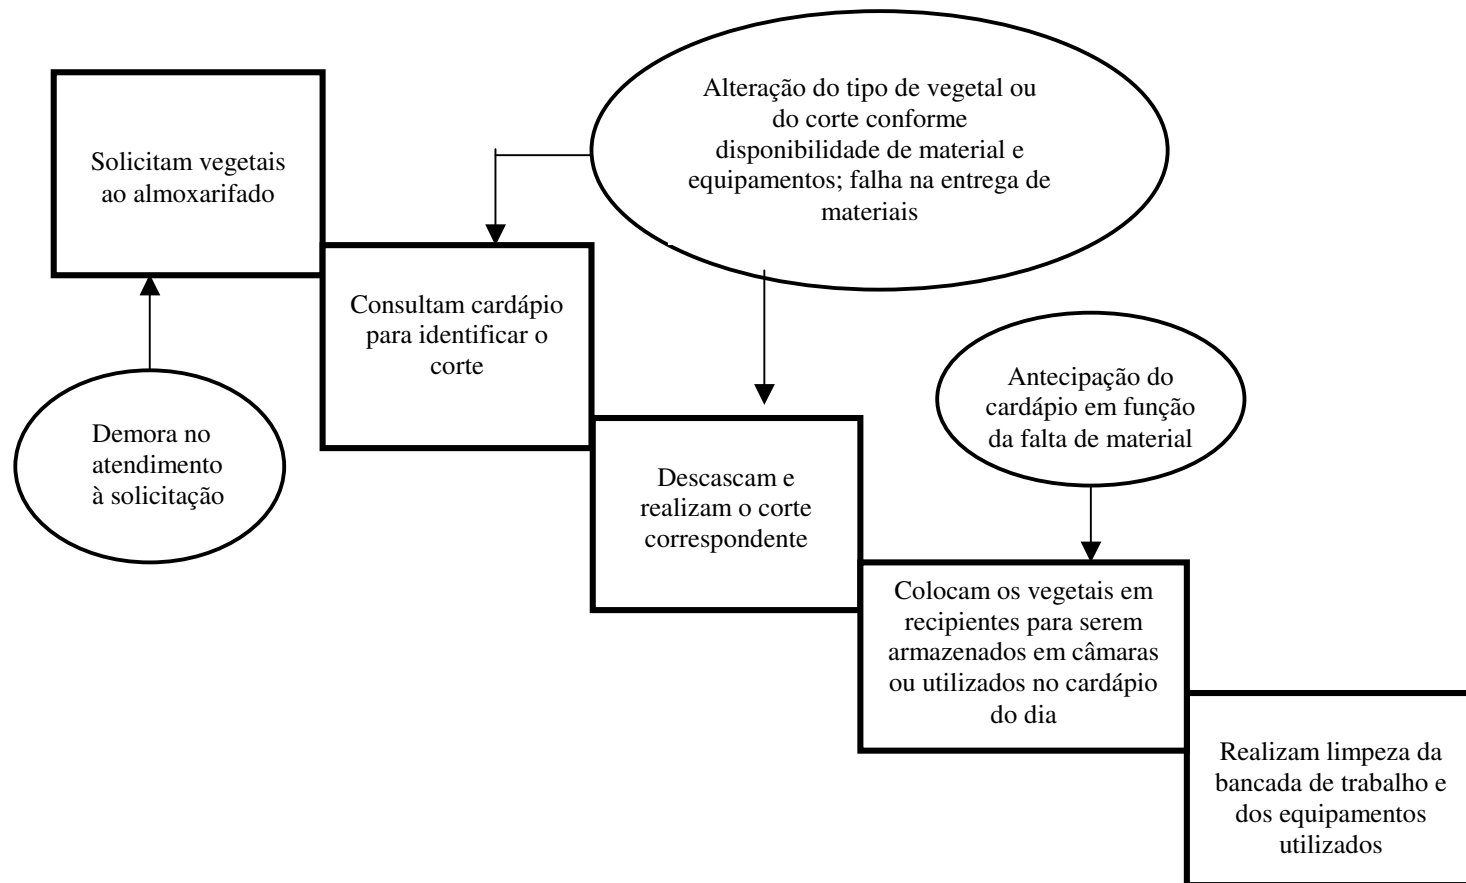 Solicitam vegetais
ao almoxarifado
Alteração do tipo de vegetal ou
do corte conforme
disponibilidade de material e
equipamentos; falha na entrega de
materiais
Consultam cardápio
para identificar o
corte
Demora no
atendimento
à solicitação
Antecipação do
cardápio em função
da falta de material
Descascam e
realizam o corte
correspondente
Colocam os vegetais em
recipientes para serem
armazenados em câmaras
ou utilizados no cardápio
do dia
Realizam limpeza da
bancada de trabalho e
dos equipamentos
utilizados